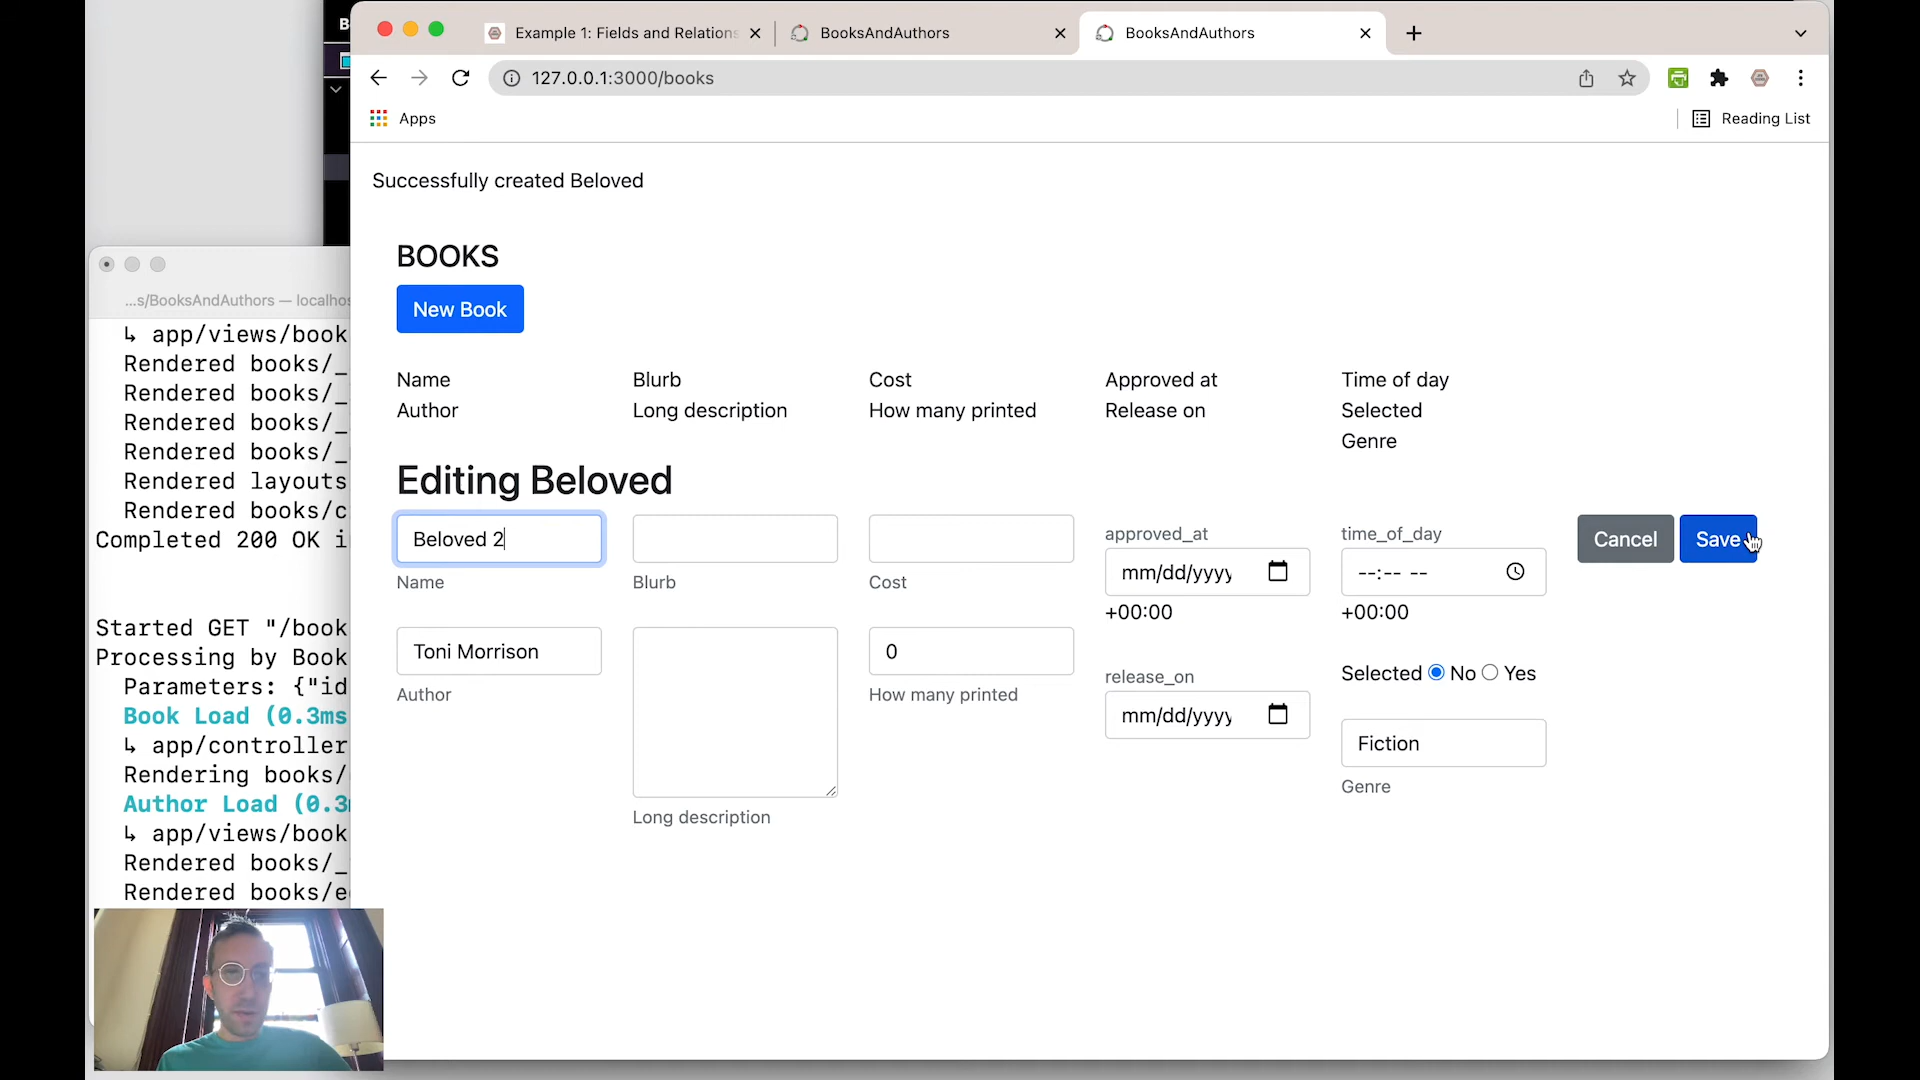 B
Example 1: Fields and Relations
BooksAndAuthors
BooksAndAuthors
127.0.0.1:3000/books
Apps
Reading List
Successfully created Beloved
BOOKS
New Book
Name
Blurb
Cost
Approved at
Time of day
Author
Long description
How many printed
Release on
Selected
Genre
Editing Beloved
Beloved 2
Name
Blurb
Cost
approved_at
mm/dd/yyyy
+00:00
time_of_day
--:-- --
+00:00
Cancel
Save
Toni Morrison
Author
Long description
0
How many printed
release_on
mm/dd/yyyy
Selected No Yes
Fiction
Genre
...s/BooksAndAuthors — localhos
↳ app/views/book
Rendered books/_
Rendered books/_
Rendered books/_
Rendered books/_
Rendered layouts
Rendered books/c
Completed 200 OK i
Started GET "/book
Processing by Book
Parameters: {"id
Book Load (0.3ms
↳ app/controller
Rendering books/
Author Load (0.3m
↳ app/views/book
Rendered books/_
Rendered books/e